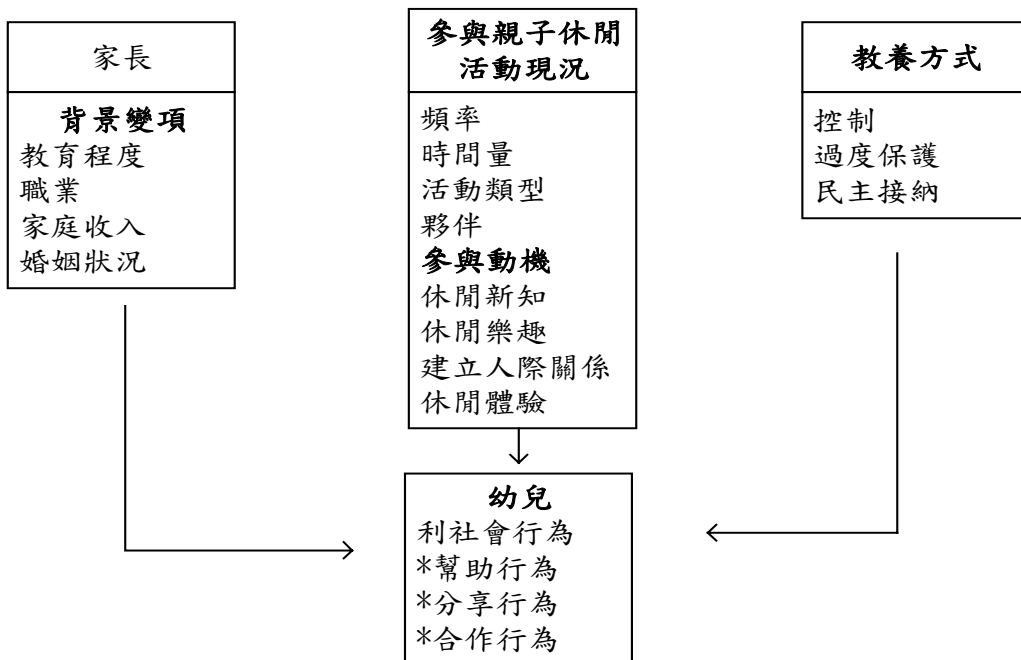 家長
背景變項
教育程度
職業
家庭收入
婚姻狀況
參與親子休閒
活動現況
頻率
時間量
活動類型
夥伴
參與動機
休閒新知
休閒樂趣
建立人際關係
休閒體驗
教養方式
控制
過度保護
民主接納
幼兒
利社會行為
*幫助行為
*分享行為
*合作行為